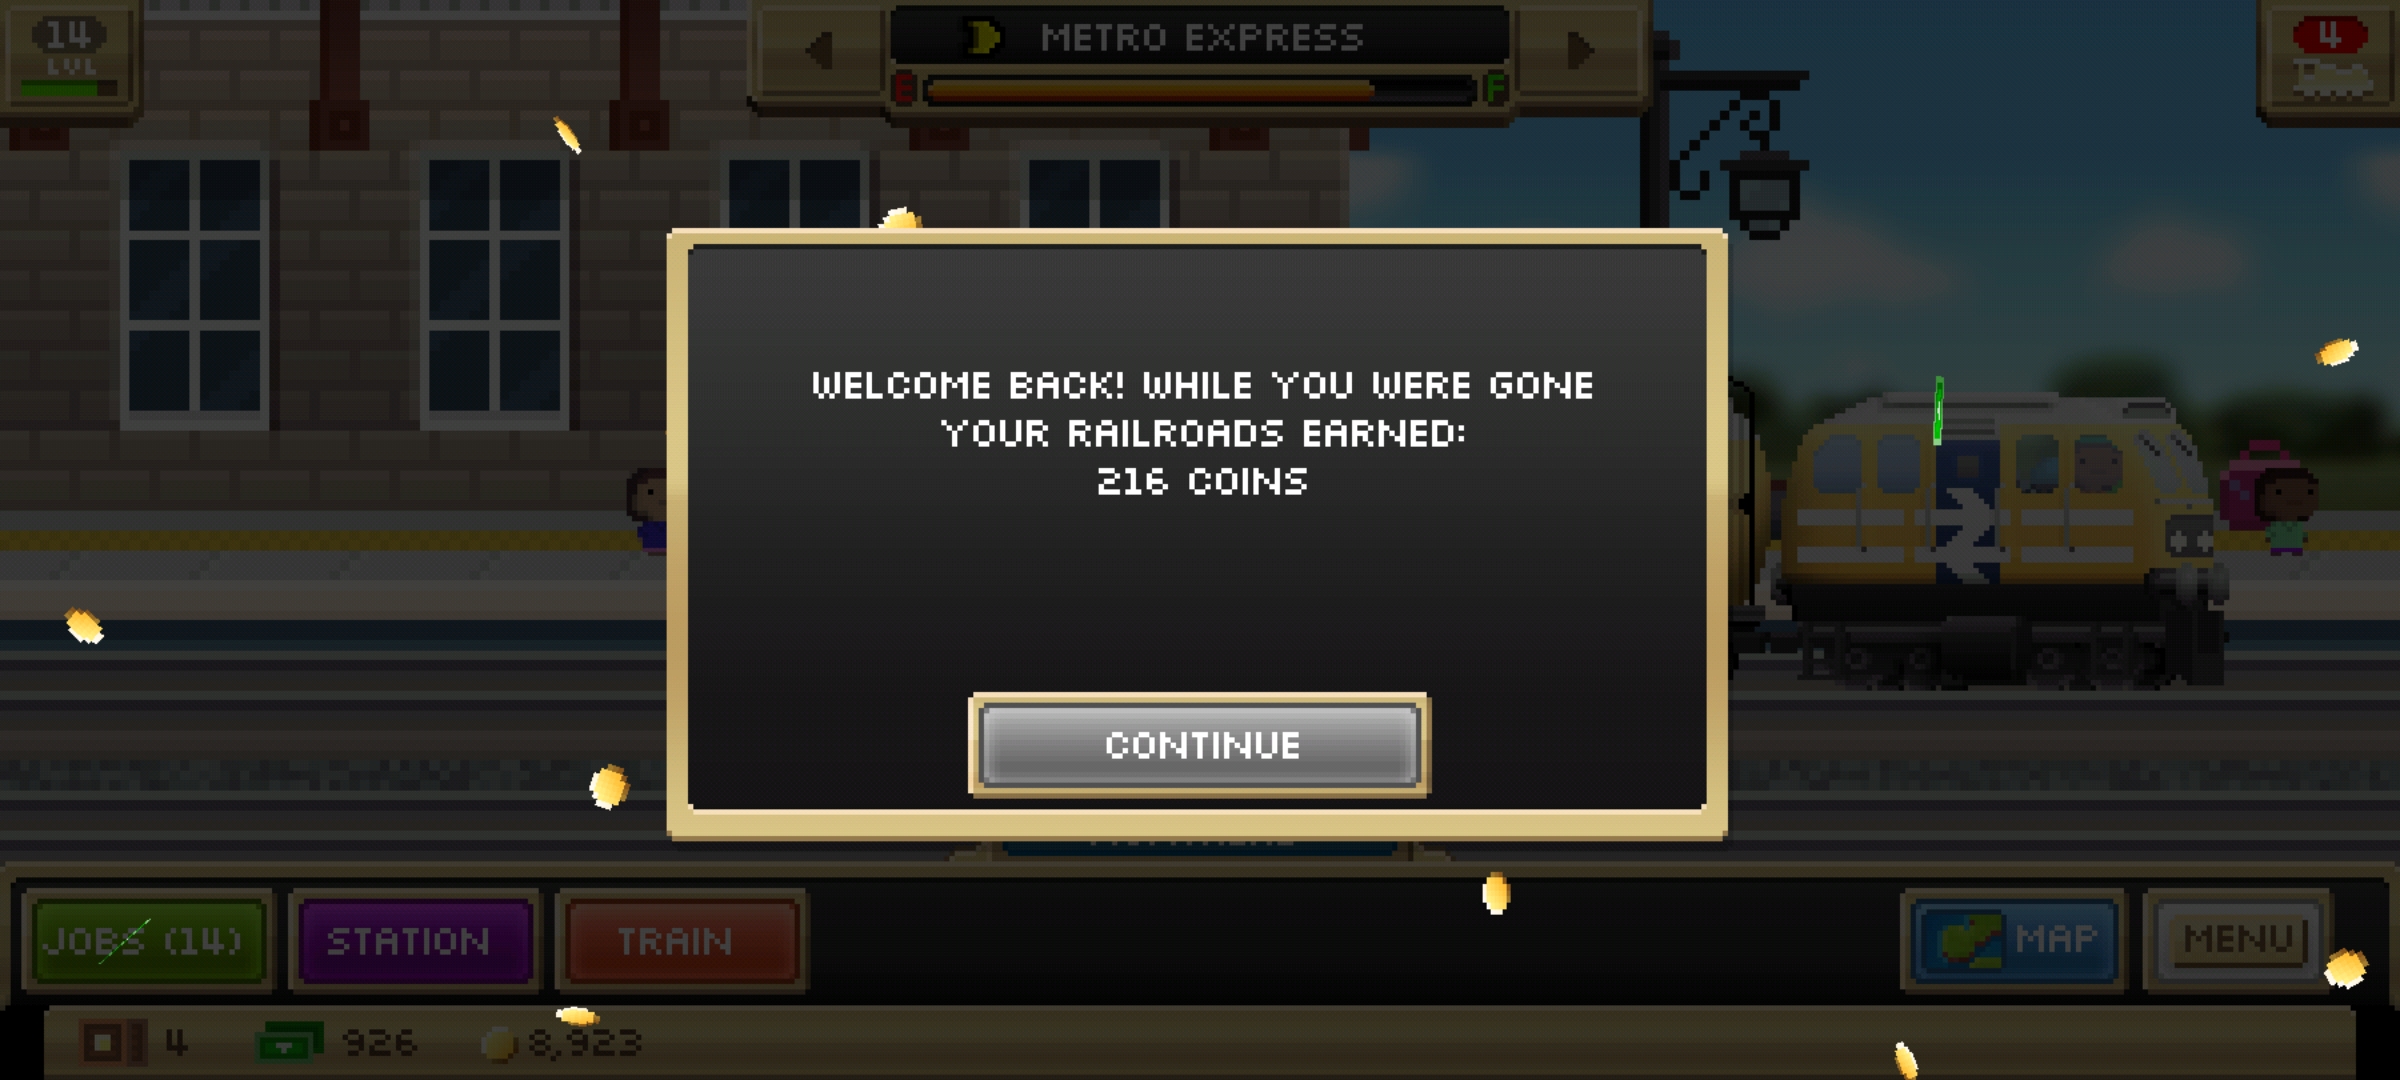 14
LVL
METRO EXPRESS
E
F
4
WELCOME BACK! WHILE YOU WERE GONE
YOUR RAILROADS EARNED:
216 COINS
CONTINUE
JOBS (14)
STATION
TRAIN
MAP
MENU
4
926
8,923